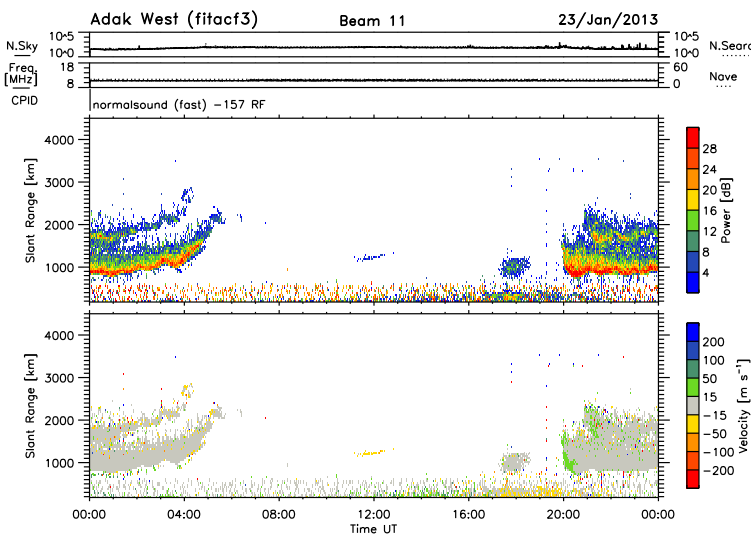 Adak West (fitacf3) Beam 11 23/Jan/2013
N.Sky 10^5 10^0 10^5 10^0 N.Sear
Freq [MHz] 18 8 60 0 Nave
CPID normalsound (fast) -157 RF
Slant Range [km] 4000 3000 2000 1000
28 24 20 16 12 8 4 Power [dB]
Slant Range [km] 4000 3000 2000 1000
200 100 50 15 -15 -50 -100 -200 Velocity [m s⁻¹]
00:00 04:00 08:00 12:00 16:00 20:00 00:00
Time UT